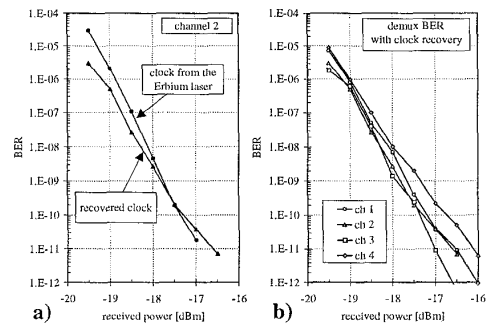 1.E-04
1.E-05
1.E-06
1.E-07
1.E-08
1.E-09
1.E-10
1.E-11
1.E-12
BER
channel 2
clock from the
Erbium laser
recovered clock
-20
-19
-18
-17
-16
a)
received power [dBm]
1.E-04
1.E-05
1.E-06
1.E-07
1.E-08
1.E-09
1.E-10
1.E-11
1.E-12
BER
demux BER
with clock recovery
ch 1
ch 2
ch 3
ch 4
-20
-19
-18
-17
-16
b)
received power [dBm]